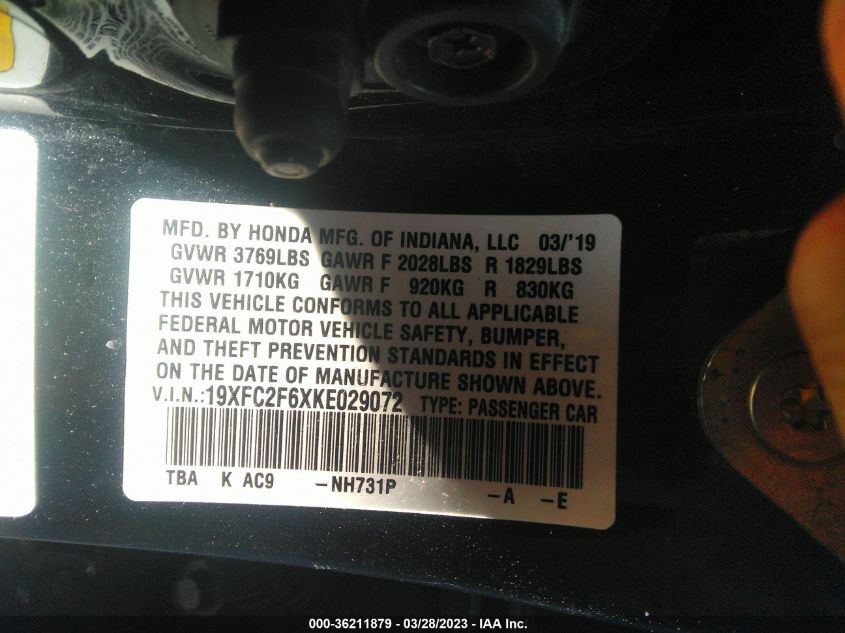 MFD. BY HONDA MFG. OF INDIANA, LLC 03/'19
GVWR 3769LBS GAWR F 2028LBS R 1829LBS
GVWR 1710KG GAWR F 920KG R 830KG
THIS VEHICLE CONFORMS TO ALL APPLICABLE
FEDERAL MOTOR VEHICLE SAFETY, BUMPER,
AND THEFT PREVENTION STANDARDS IN EFFECT
ON THE DATE OF MANUFACTURE SHOWN ABOVE.
V.I.N.:19XFC2F6XKE029072 TYPE: PASSENGER CAR
TBA K AC9 -NH731P -A -E
000-36211879 - 03/28/2023 - IAA Inc.